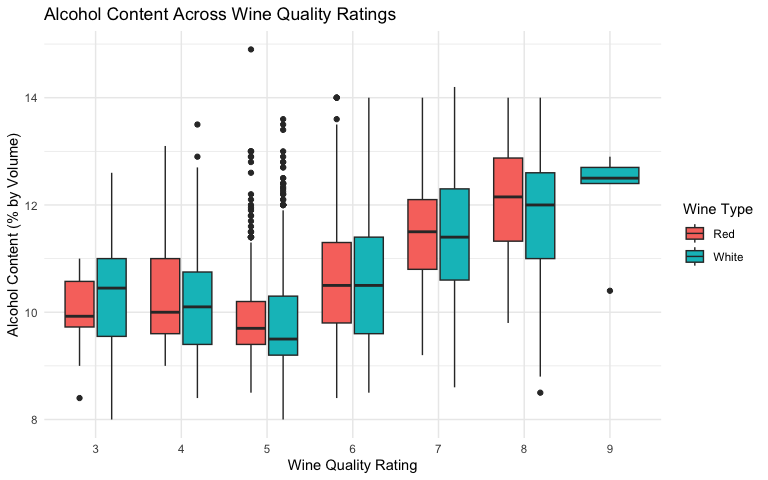 Alcohol Content Across Wine Quality Ratings
Alcohol Content (% by Volume)
14
12
10
8
3 4 5 6 7 8 9
Wine Quality Rating
Wine Type
Red
White